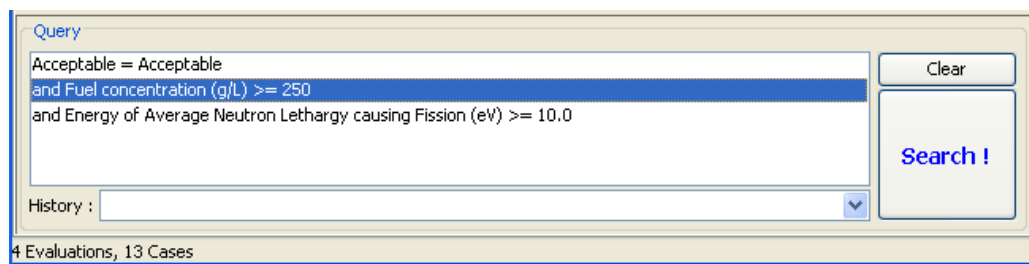 Query
Acceptable = Acceptable
and Fuel concentration (g/L) >= 250
and Energy of Average Neutron Lethargy causing Fission (eV) >= 10.0
Clear
Search !
History :
4 Evaluations, 13 Cases